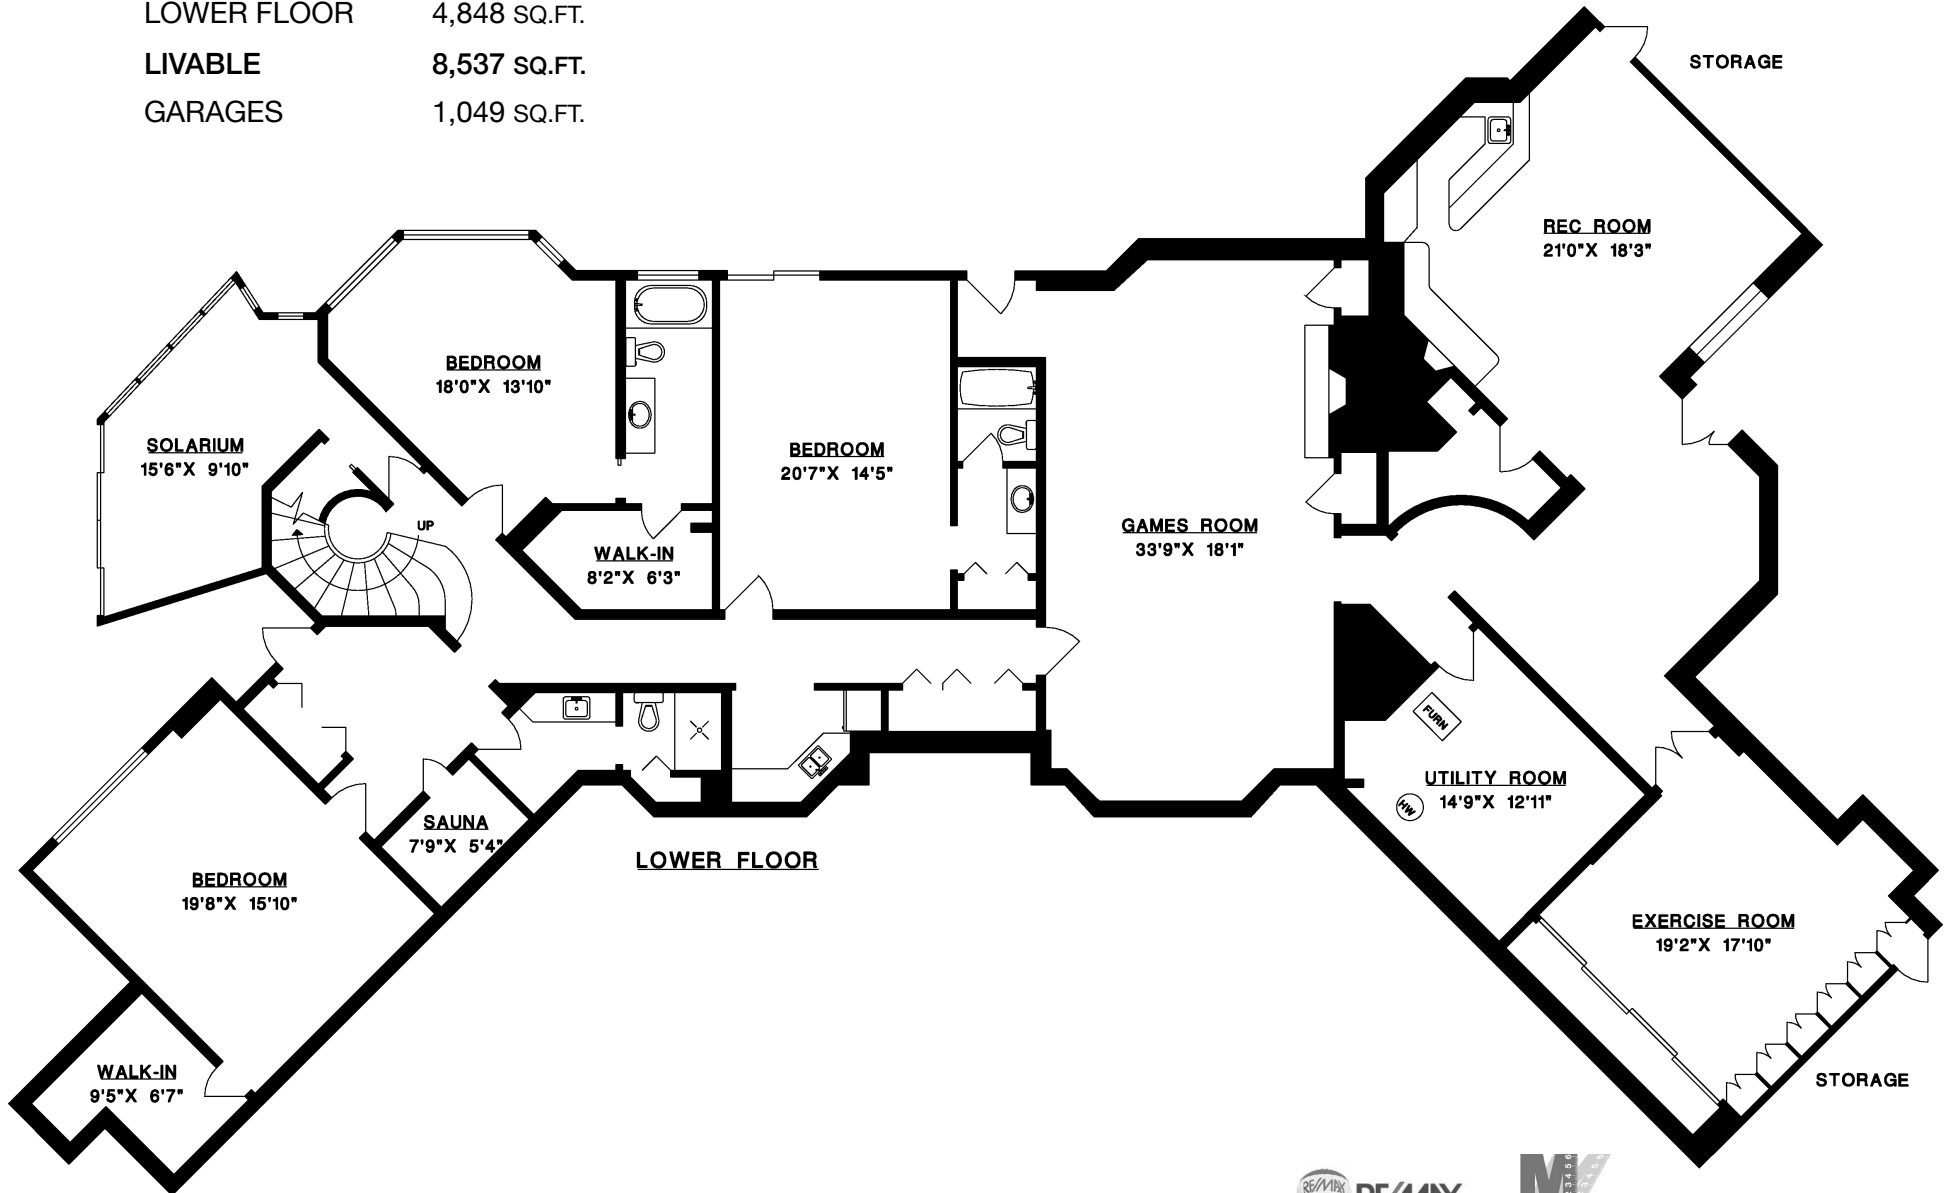 LOWER FLOOR 4,848 SQ.FT.
LIVABLE 8,537 SQ.FT.
GARAGES 1,049 SQ.FT.
STORAGE
REC ROOM
21'0"X 18'3"
BEDROOM
18'0"X 13'10"
SOLARIUM
15'6"X 9'10"
BEDROOM
20'7"X 14'5"
GAMES ROOM
33'9"X 18'1"
UP
WALK-IN
8'2"X 6'3"
FURN
UTILITY ROOM
14'9"X 12'11"
HW
SAUNA
7'9"X 5'4"
LOWER FLOOR
BEDROOM
19'8"X 15'10"
EXERCISE ROOM
19'2"X 17'10"
WALK-IN
9'5"X 6'7"
STORAGE
RE/MAX
RE/MAX